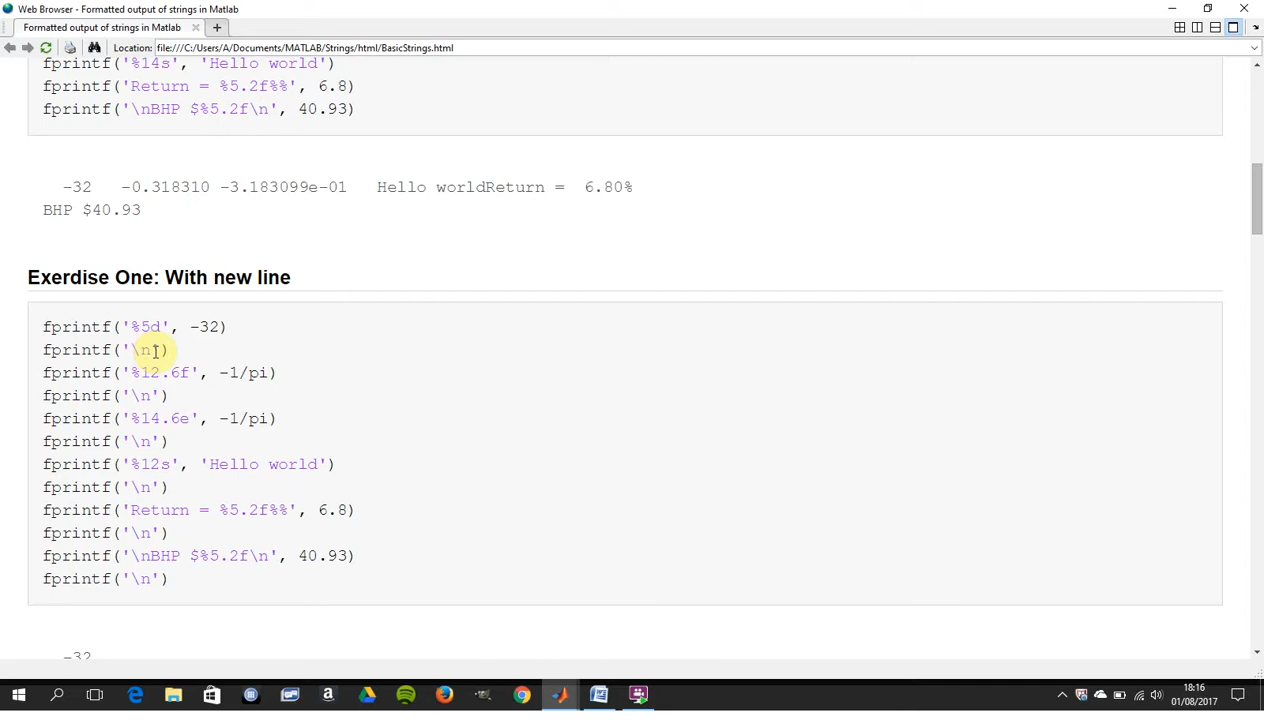 Web Browser - Formatted output of strings in Matlab
Formatted output of strings in Matlab
Location: file:///C:/Users/A/Documents/MATLAB/Strings/html/BasicStrings.html
fprintf('%14s', 'Hello world')
fprintf('Return = %5.2f%%', 6.8)
fprintf('\nBHP $%5.2f\n', 40.93)
-32   -0.318310 -3.183099e-01   Hello worldReturn =  6.80%
BHP $40.93
Exerdise One: With new line
fprintf('%5d', -32)
fprintf('\n')
fprintf('%12.6f', -1/pi)
fprintf('\n')
fprintf('%14.6e', -1/pi)
fprintf('\n')
fprintf('%12s', 'Hello world')
fprintf('\n')
fprintf('Return = %5.2f%%', 6.8)
fprintf('\n')
fprintf('\nBHP $%5.2f\n', 40.93)
fprintf('\n')
-32
18:16
01/08/2017